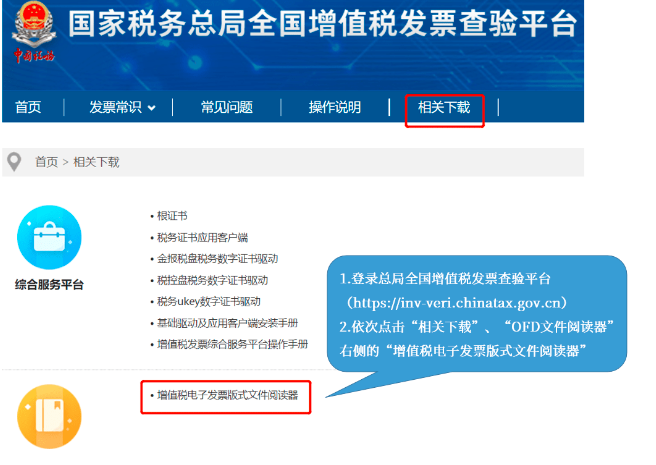 国家税务总局全国增值税发票查验平台
中国税务
首页
发票常识
常见问题
操作说明
相关下载
首页 > 相关下载
• 根证书
• 税务证书应用客户端
• 金报税盘税务数字证书驱动
• 税控盘税务数字证书驱动
• 税务ukey数字证书驱动
• 基础驱动及应用客户端安装手册
• 增值税发票综合服务平台操作手册
综合服务平台
1.登录总局全国增值税发票查验平台
（https://inv-veri.chinatax.gov.cn）
2.依次点击“相关下载”、“OFD文件阅读器”
右侧的“增值税电子发票版式文件阅读器”
• 增值税电子发票版式文件阅读器